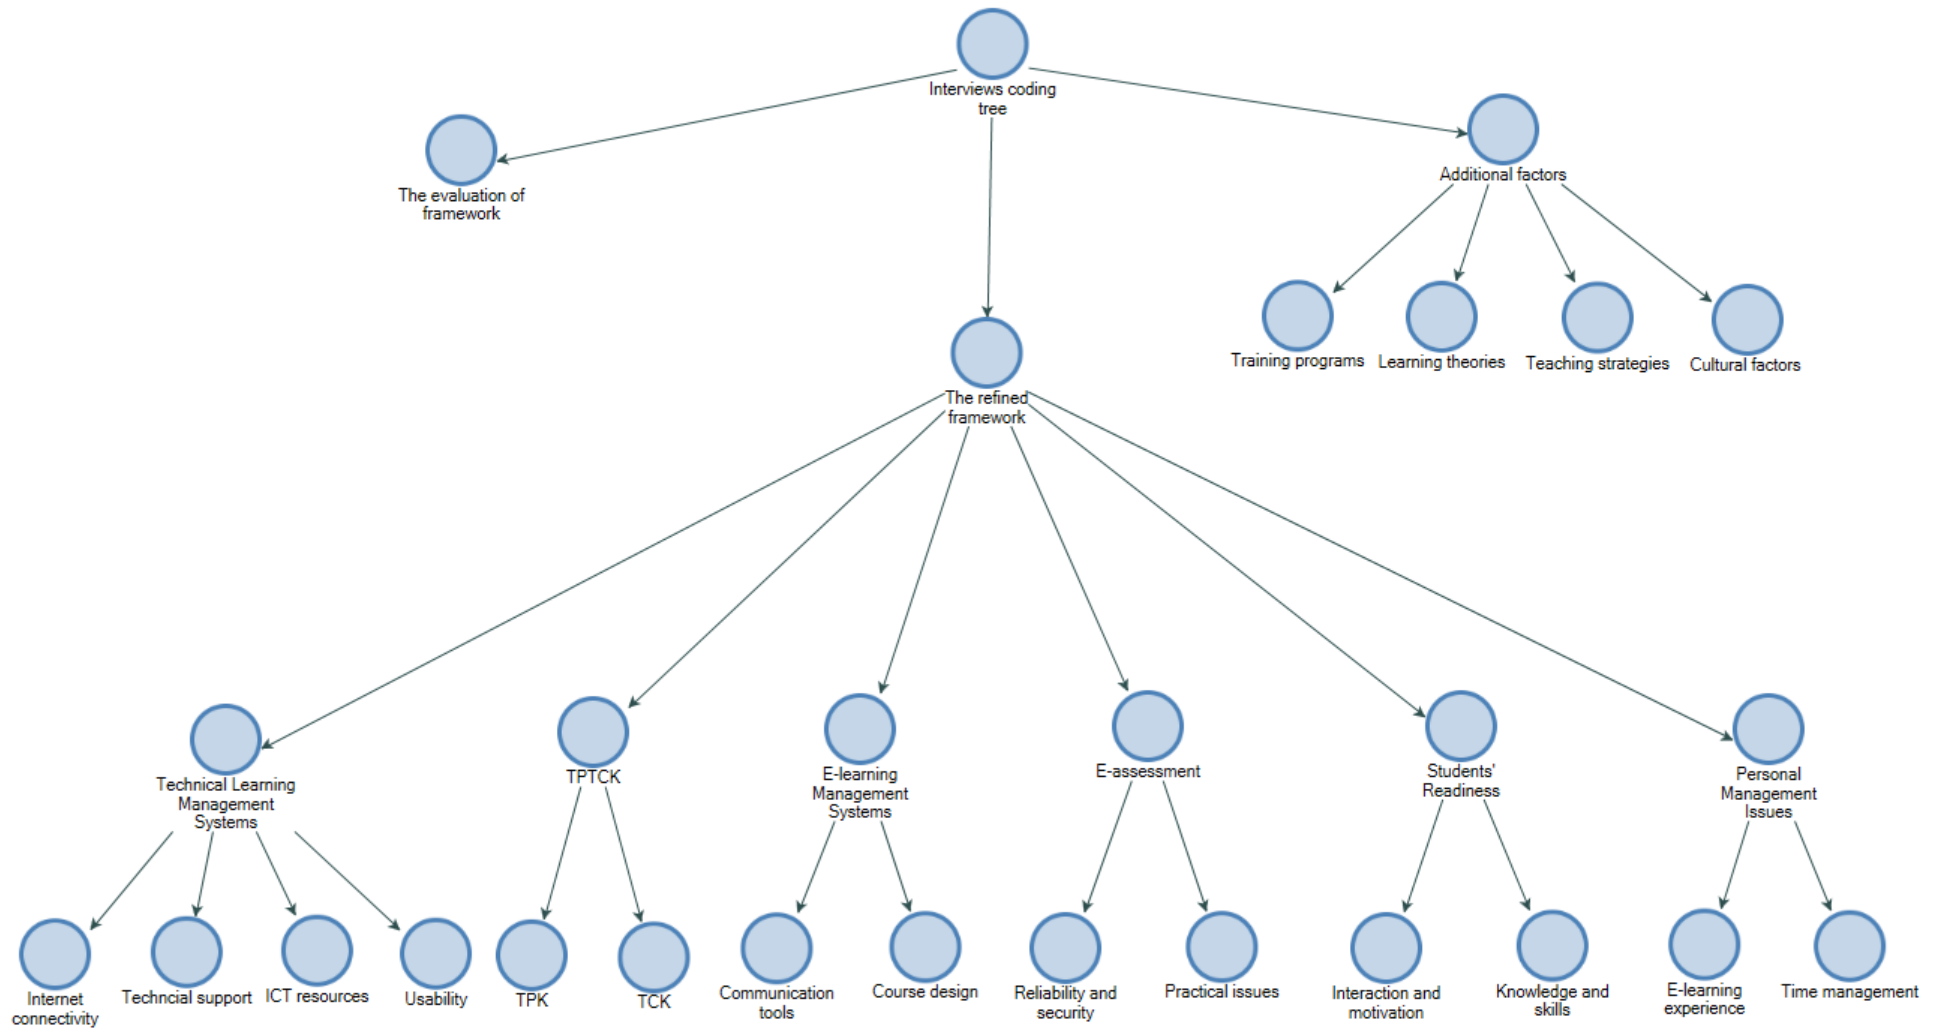 Interviews coding
tree
The evaluation of
framework
Additional factors
Training programs
Learning theories
Teaching strategies
Cultural factors
The refined
framework
Technical Learning
Management
Systems
TPTCK
E-learning
Management
Systems
E-assessment
Students'
Readiness
Personal
Management
Issues
Internet
connectivity
Techncial support
ICT resources
Usability
TPK
TCK
Communication
tools
Course design
Reliability and
security
Practical issues
Interaction and
motivation
Knowledge and
skills
E-learning
experience
Time management